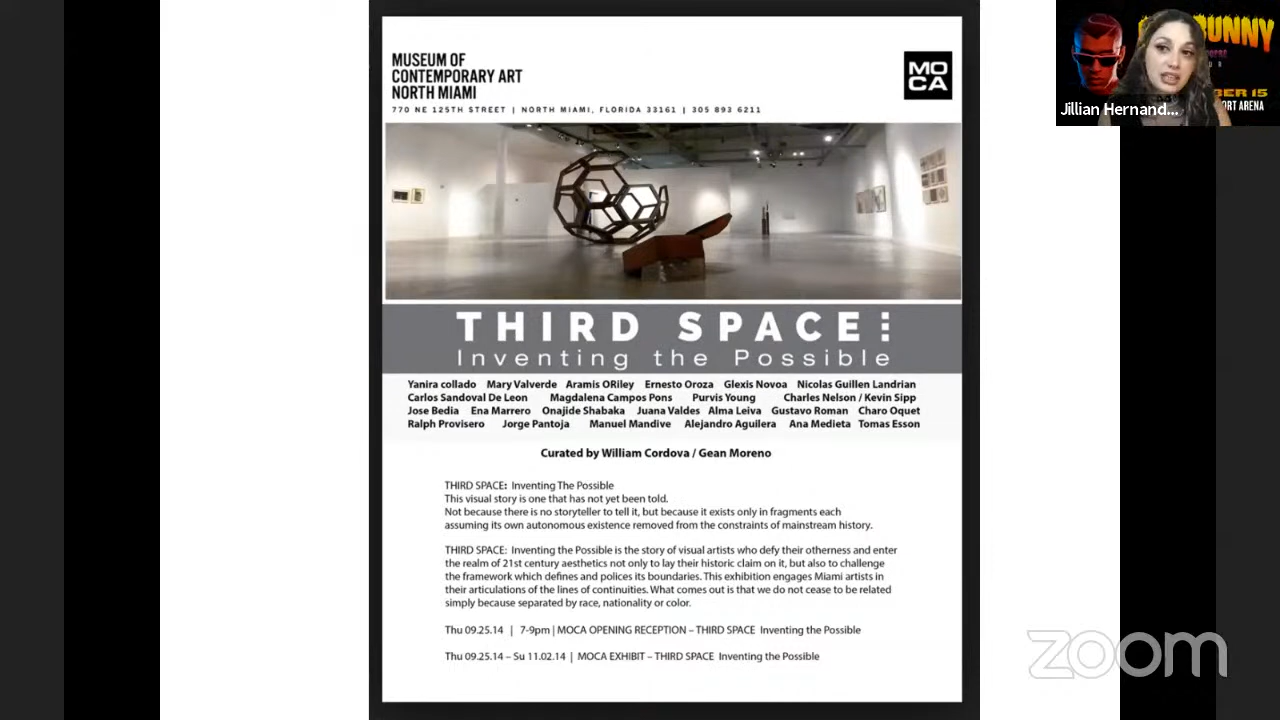 MUSEUM OF
CONTEMPORARY ART
NORTH MIAMI
MO
CA
770 NE 125TH STREET | NORTH MIAMI, FLORIDA 33161 | 305 893 6211
THIRD SPACE:
Inventing the Possible
Yanira collado Mary Valverde Aramis ORiley Ernesto Oroza Glexis Novoa Nicolas Guillen Landrian
Carlos Sandoval De Leon Magdalena Campos Pons Purvis Young Charles Nelson / Kevin Sipp
Jose Bedia Ena Marrero Onajide Shabaka Juana Valdes Alma Leiva Gustavo Roman Charo Oquet
Ralph Provisero Jorge Pantoja Manuel Mandive Alejandro Aguilera Ana Medieta Tomas Esson
Curated by William Cordova / Gean Moreno
THIRD SPACE: Inventing The Possible
This visual story is one that has not yet been told.
Not because there is no storyteller to tell it, but because it exists only in fragments each
assuming its own autonomous existence removed from the constraints of mainstream history.
THIRD SPACE: Inventing the Possible is the story of visual artists who defy their otherness and enter
the realm of 21st century aesthetics not only to lay their historic claim on it, but also to challenge
the framework which defines and polices its boundaries. This exhibition engages Miami artists in
their articulations of the lines of continuities. What comes out is that we do not cease to be related
simply because separated by race, nationality or color.
Thu 09.25.14 | 7-9pm | MOCA OPENING RECEPTION – THIRD SPACE Inventing the Possible
Thu 09.25.14 – Su 11.02.14 | MOCA EXHIBIT – THIRD SPACE Inventing the Possible
BUNNY
BER 15
ORT ARENA
Jillian Hernand...
zoom